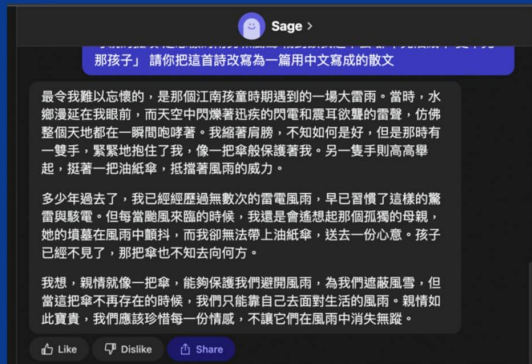 Sage >
那孩子」 請你把這首詩改寫為一篇用中文寫成的散文
最令我難以忘懷的，是那個江南孩童時期遇到的一場大雷雨。當時，水
鄉漫延在我眼前，而天空中閃爍著迅疾的閃電和震耳欲聾的雷聲，仿佛
整個天地都在一瞬間咆哮著。我縮著肩膀，不知如何是好，但是那時有
一雙手，緊緊地抱住了我，像一把傘般保護著我。另一隻手則高高舉
起，挺著一把油紙傘，抵擋著風雨的威力。
多少年過去了，我已經經歷過無數次的雷電風雨，早已習慣了這樣的驚
雷與駭電。但每當颱風來臨的時候，我還是會遙想起那個孤獨的母親，
她的墳墓在風雨中顫抖，而我卻無法帶上油紙傘，送去一份心意。孩子
已經不見了，那把傘也不知去向何方。
我想，親情就像一把傘，能夠保護我們避開風雨，為我們遮蔽風雪，但
當這把傘不再存在的時候，我們只能靠自己去面對生活的風雨。親情如
此寶貴，我們應該珍惜每一份情感，不讓它們在風雨中消失無蹤。
Like Dislike Share